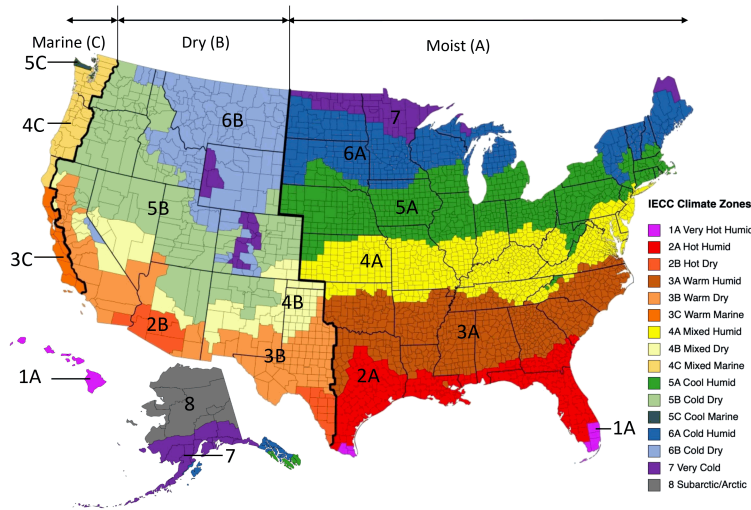 Marine (C)
Dry (B)
Moist (A)
5C
4C
6B
7
6A
5B
5A
3C
4A
4B
2B
3B
3A
2A
1A
8
1A
7
IECC Climate Zones
1A Very Hot Humid
2A Hot Humid
2B Hot Dry
3A Warm Humid
3B Warm Dry
3C Warm Marine
4A Mixed Humid
4B Mixed Dry
4C Mixed Marine
5A Cool Humid
5B Cold Dry
5C Cool Marine
6A Cold Humid
6B Cold Dry
7 Very Cold
8 Subarctic/Arctic